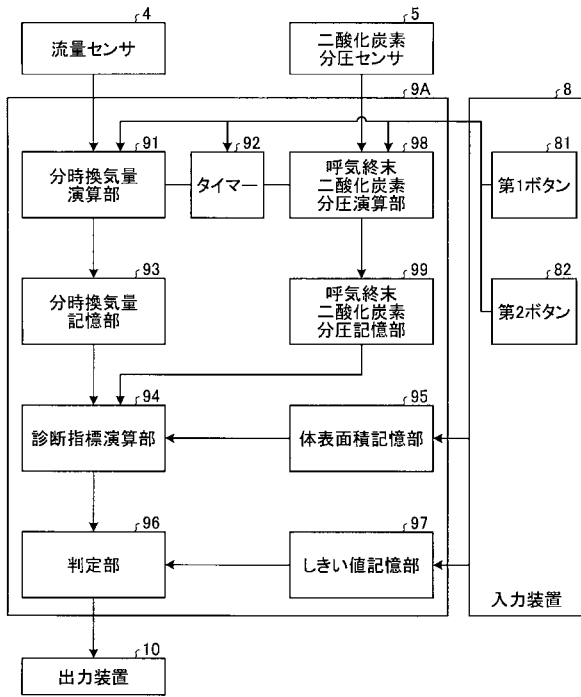 4
流量センサ
5
二酸化炭素
分圧センサ
9A
8
91
分時換気量
演算部
92
タイマー
98
呼気終末
二酸化炭素
分圧演算部
81
第1ボタン
93
分時換気量
記憶部
99
呼気終末
二酸化炭素
分圧記憶部
82
第2ボタン
94
診断指標演算部
95
体表面積記憶部
96
判定部
97
しきい値記憶部
入力装置
10
出力装置